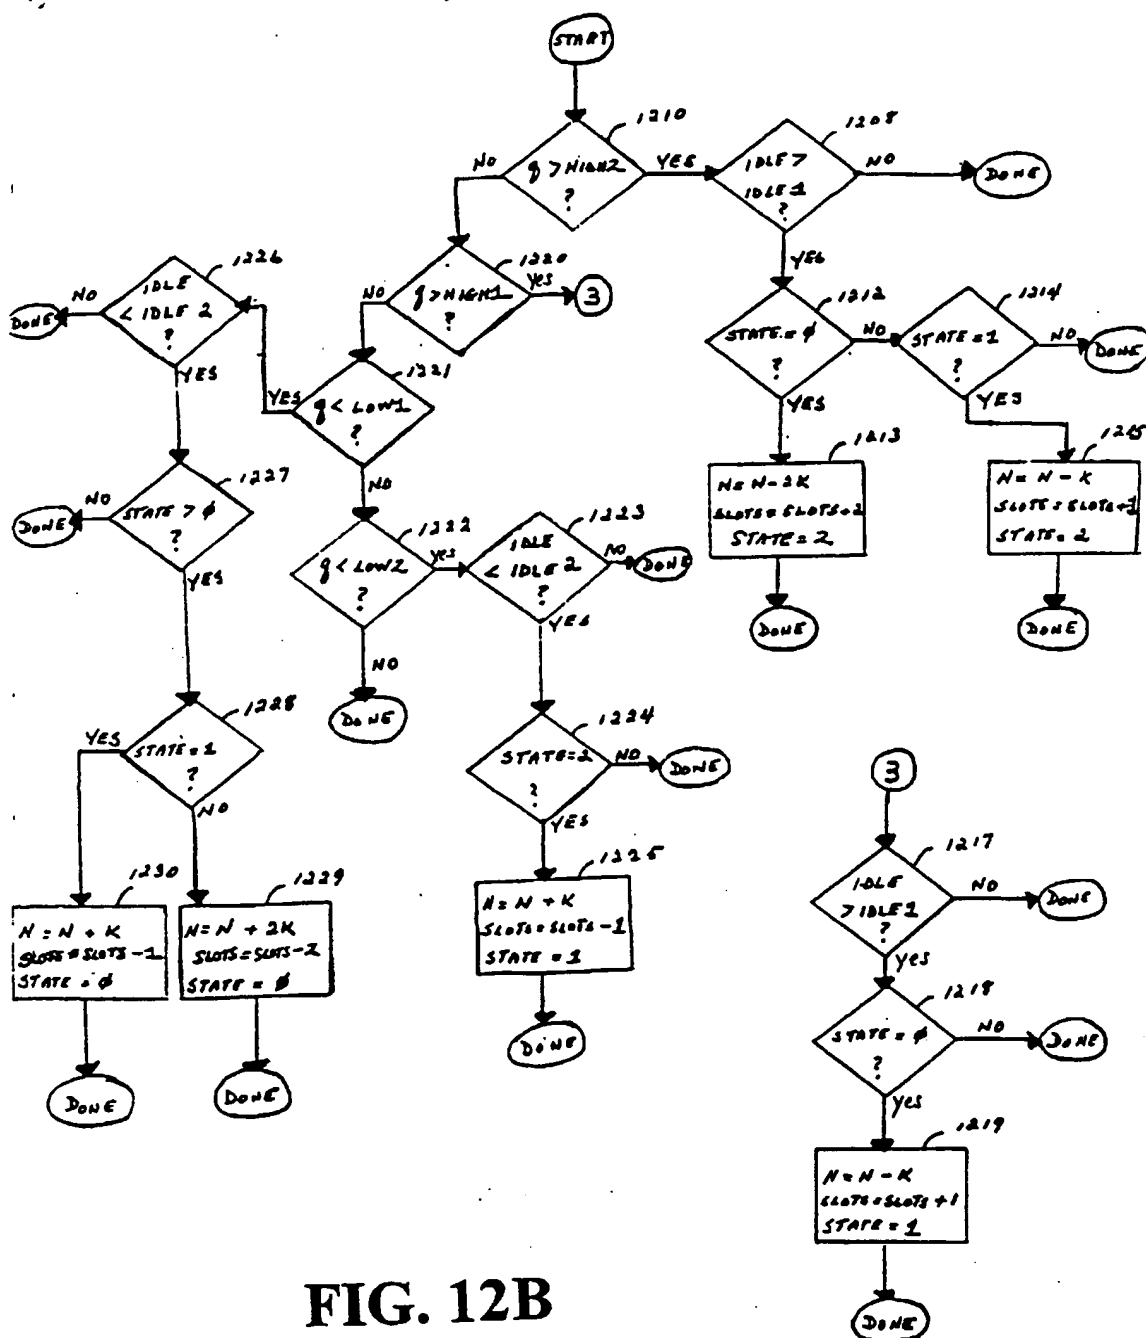 START
1210
q > HIGH2
?
NO
YES
1208
IDLE >
IDLE 1
?
NO
DONE
YES
1220
q > HIGH1
?
yes
3
NO
1226
IDLE
< IDLE 2
?
NO
DONE
YES
1221
q < LOW1
?
YES
NO
1212
STATE = ϕ
?
NO
YES
1214
STATE = 1
?
NO
DONE
YES
1213
N = N - 2K
SLOTS = SLOTS + 2
STATE = 2
DONE
1215
N = N - K
SLOTS = SLOTS + 1
STATE = 2
DONE
1227
STATE > ϕ
?
NO
DONE
YES
1222
q < LOW2
?
yes
NO
DONE
1223
IDLE
< IDLE 2
?
NO
DONE
YES
1228
STATE = 1
?
YES
NO
1224
STATE = 2
?
NO
DONE
YES
1230
N = N + K
SLOTS = SLOTS - 1
STATE = ϕ
DONE
1229
N = N + 2K
SLOTS = SLOTS - 2
STATE = ϕ
DONE
1225
N = N + K
SLOTS = SLOTS - 1
STATE = 1
DONE
3
1217
IDLE
> IDLE 1
?
NO
DONE
yes
1218
STATE = ϕ
?
NO
DONE
yes
1219
N = N - K
SLOTS = SLOTS + 1
STATE = 1
DONE
FIG. 12B